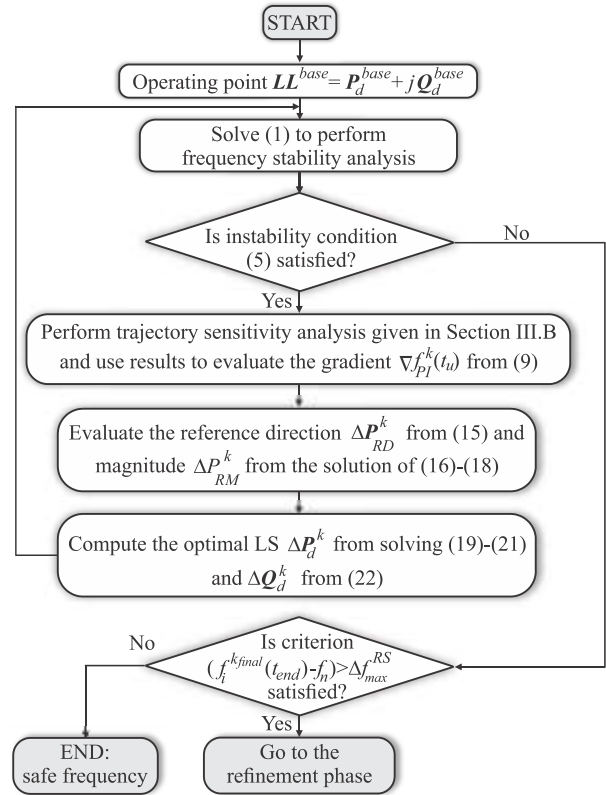 START
Operating point LL^base = P_d^base + jQ_d^base
Solve (1) to perform
frequency stability analysis
Is instability condition
(5) satisfied?
No
Yes
Perform trajectory sensitivity analysis given in Section III.B
and use results to evaluate the gradient ∇f_PI^k(t_u) from (9)
Evaluate the reference direction ΔP_RD^k from (15) and
magnitude ΔP_RM^k from the solution of (16)-(18)
Compute the optimal LS ΔP_d^k from solving (19)-(21)
and ΔQ_d^k from (22)
Is criterion
(f_i^kfinal(t_end)-f_n)>Δf_max^RS
satisfied?
No
Yes
END:
safe frequency
Go to the
refinement phase